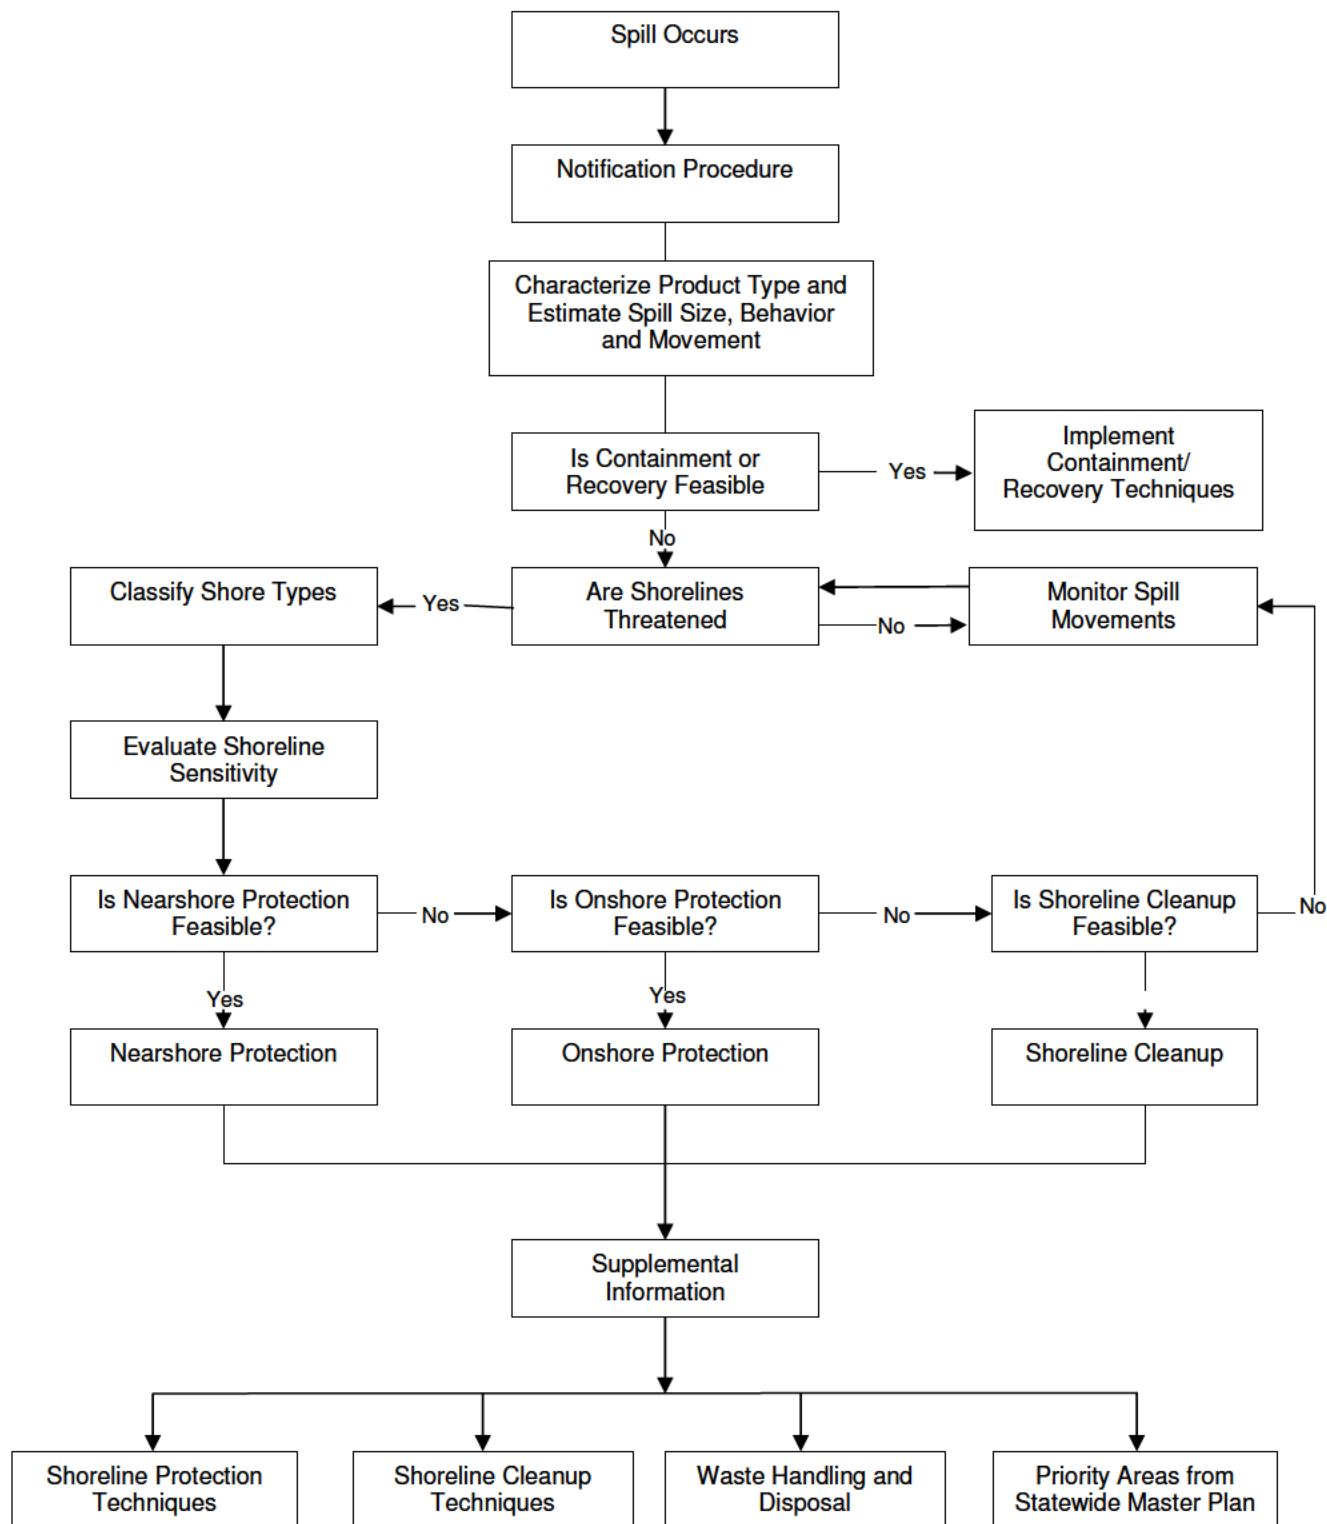 Spill Occurs
Notification Procedure
Characterize Product Type and
Estimate Spill Size, Behavior
and Movement
Is Containment or
Recovery Feasible
Yes
Implement
Containment/
Recovery Techniques
No
Classify Shore Types
Yes
Are Shorelines
Threatened
No
Monitor Spill
Movements
Evaluate Shoreline
Sensitivity
Is Nearshore Protection
Feasible?
No
Is Onshore Protection
Feasible?
No
Is Shoreline Cleanup
Feasible?
No
Yes
Yes
Nearshore Protection
Onshore Protection
Shoreline Cleanup
Supplemental
Information
Shoreline Protection
Techniques
Shoreline Cleanup
Techniques
Waste Handling and
Disposal
Priority Areas from
Statewide Master Plan